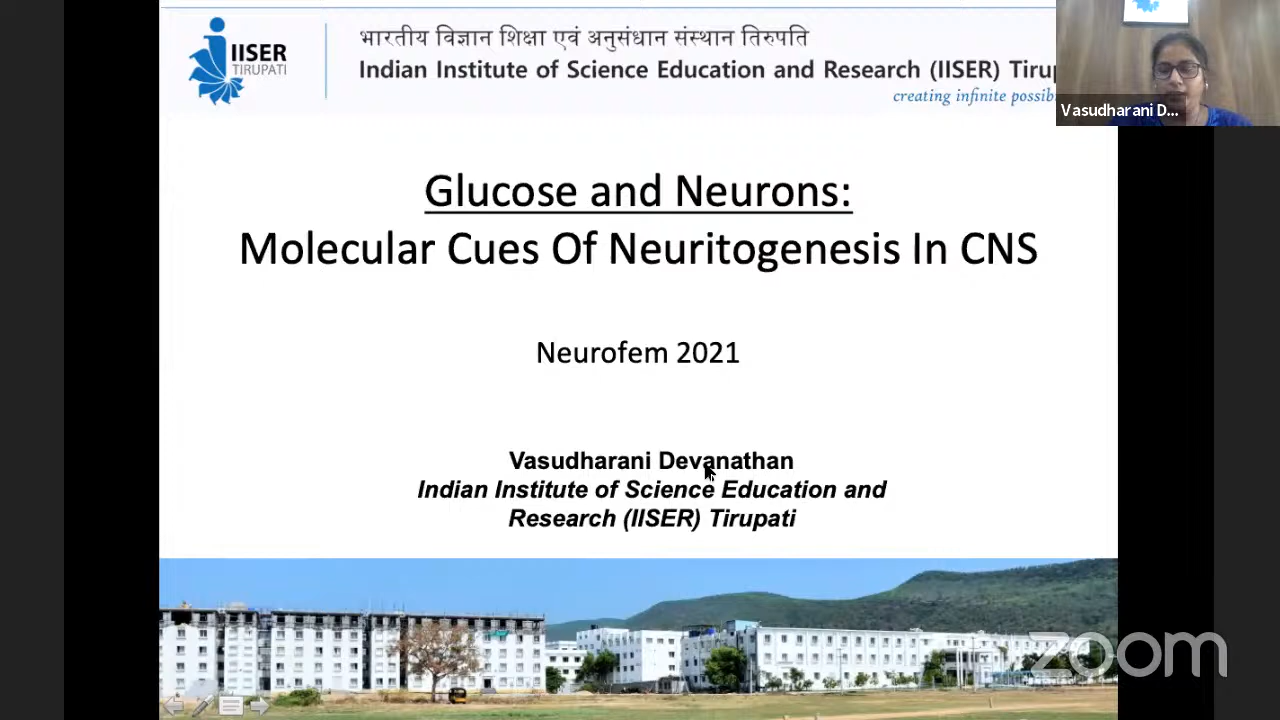 IISER
TIRUPATI
भारतीय विज्ञान शिक्षा एवं अनुसंधान संस्थान तिरुपति
Indian Institute of Science Education and Research (IISER) Tirup
creating infinite possib
Vasudharani D...
Glucose and Neurons:
Molecular Cues Of Neuritogenesis In CNS
Neurofem 2021
Vasudharani Devanathan
Indian Institute of Science Education and
Research (IISER) Tirupati
zoom